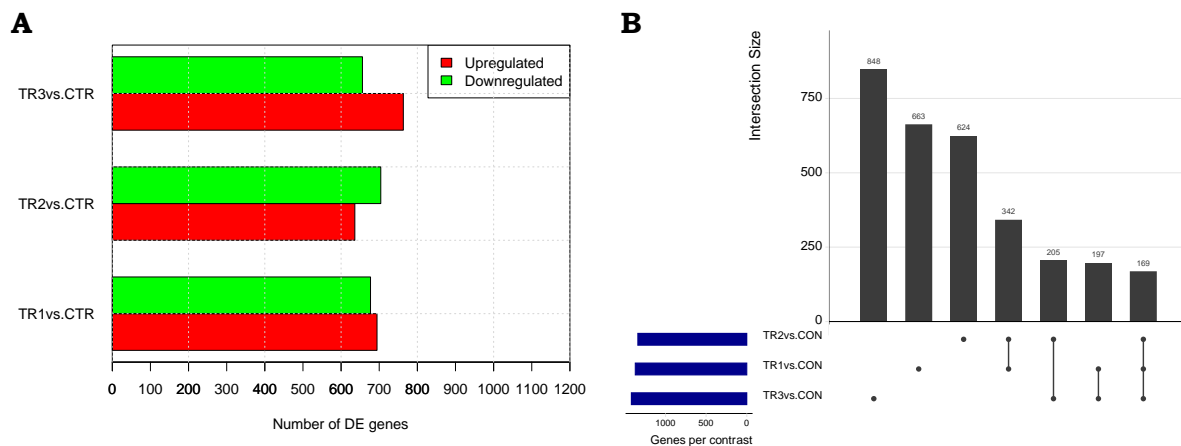 A
Upregulated
Downregulated
TR3vs.CTR
TR2vs.CTR
TR1vs.CTR
0 100 200 300 400 500 600 700 800 900 1000 1100 1200
Number of DE genes
B
Intersection Size
750
500
250
0
848
663
624
342
205
197
169
TR2vs.CON
TR1vs.CON
TR3vs.CON
1000 500 0
Genes per contrast